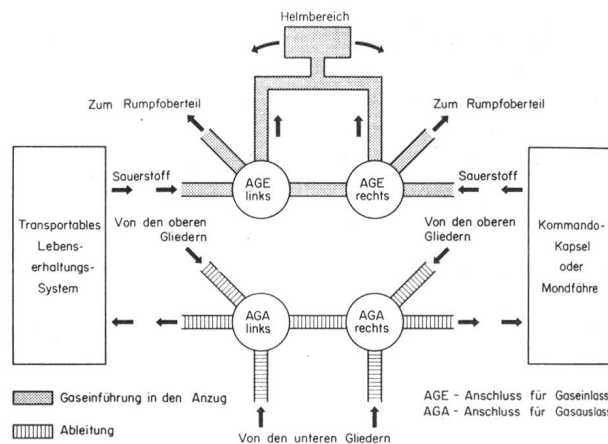 Helmbereich
Zum Rumpfoberteil
Zum Rumpfoberteil
Sauerstoff
AGE
links
AGE
rechts
Sauerstoff
Transportables
Lebens-
erhaltungs-
System
Von den oberen
Gliedern
Von den oberen
Gliedern
Kommando-
Kapsel
oder
Mondfähre
AGA
links
AGA
rechts
Gaseinführung in den Anzug
Ableitung
Von den unteren Gliedern
AGE - Anschluss für Gaseinlass
AGA - Anschluss für Gasauslass